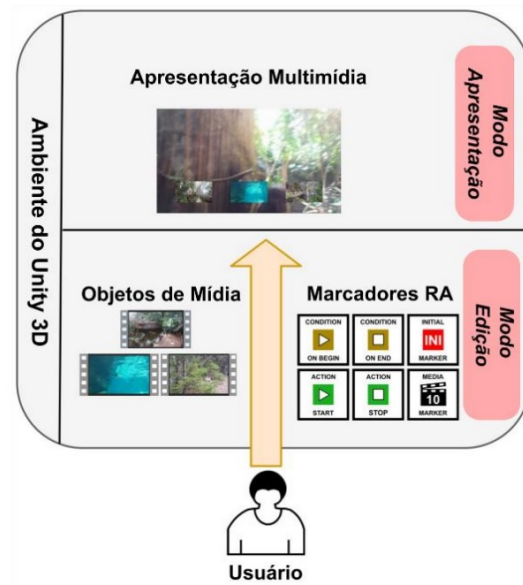 Ambiente do Unity 3D
Apresentação Multimídia
Modo
Apresentação
Objetos de Mídia
Marcadores RA
CONDITION
ON BEGIN
CONDITION
ON END
INITIAL
INI
MARKER
ACTION
START
ACTION
STOP
MEDIA
10
MARKER
Modo
Edição
Usuário